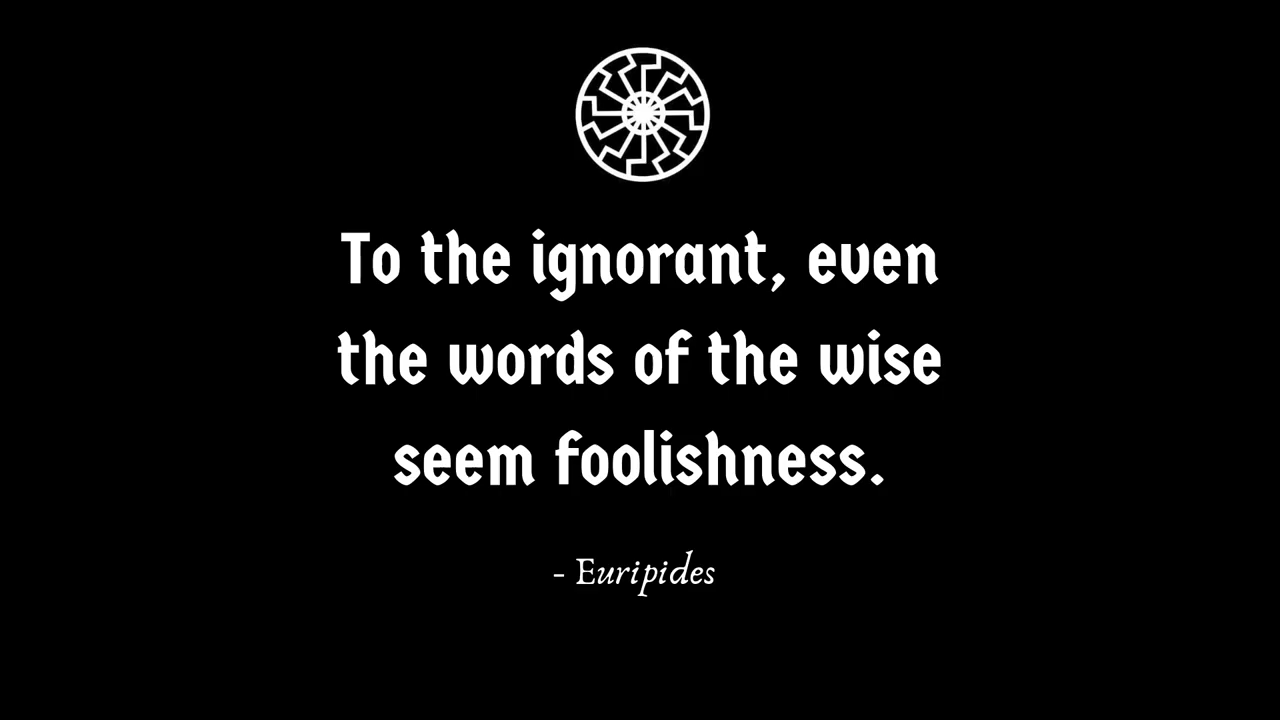 To the ignorant, even
the words of the wise
seem foolishness.
- Euripides